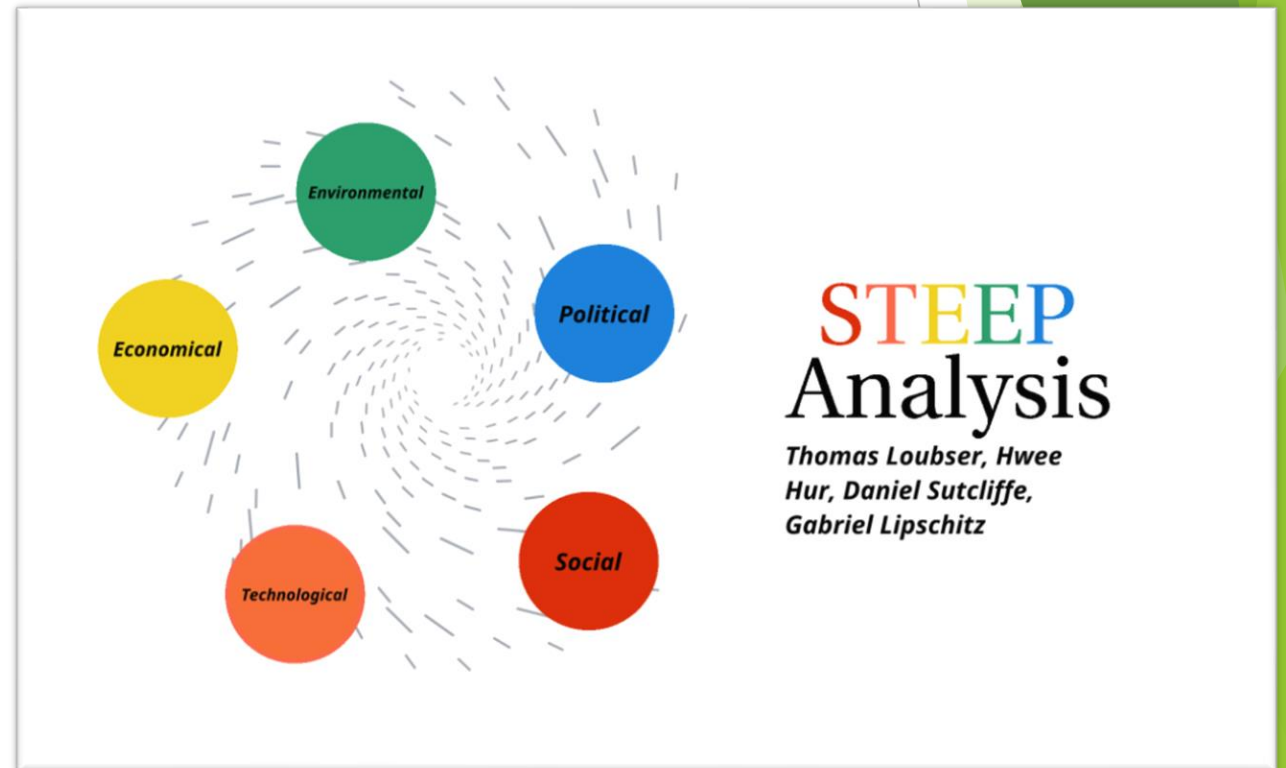 Environmental
Political
Economical
Social
Technological
STEEP
Analysis
Thomas Loubser, Hwee
Hur, Daniel Sutcliffe,
Gabriel Lipschitz